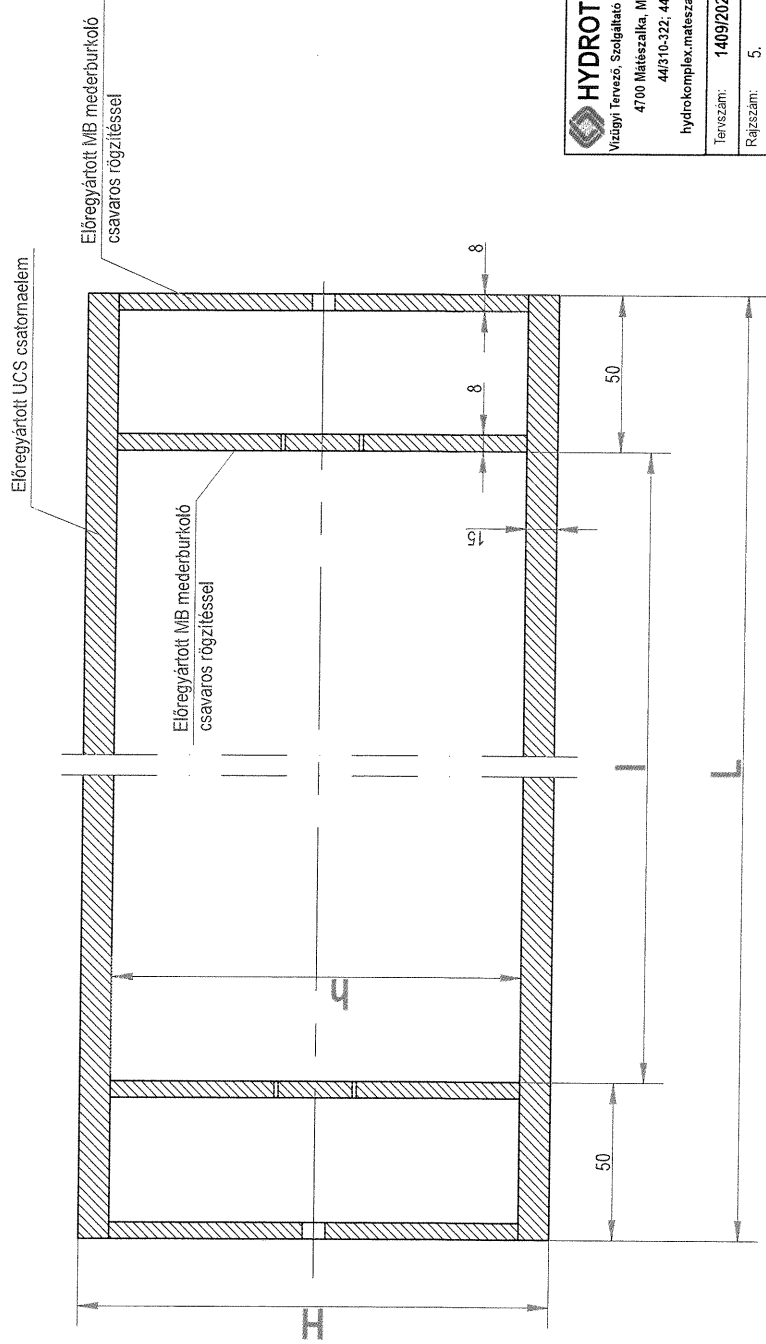 Előregyártott UCS csatornaelem
Előregyártott MB mederburkoló
csavaros rögzítéssel
Előregyártott MB mederburkoló
csavaros rögzítéssel
8
8
15
50
50
h
H
l
L
HYDROT
Vízügyi Tervező, Szolgáltató
4700 Mátészalka, M
44/310-322; 44
hydrokomplex.matesza
Tervszám: 1409/202
Rajzszám: 5.